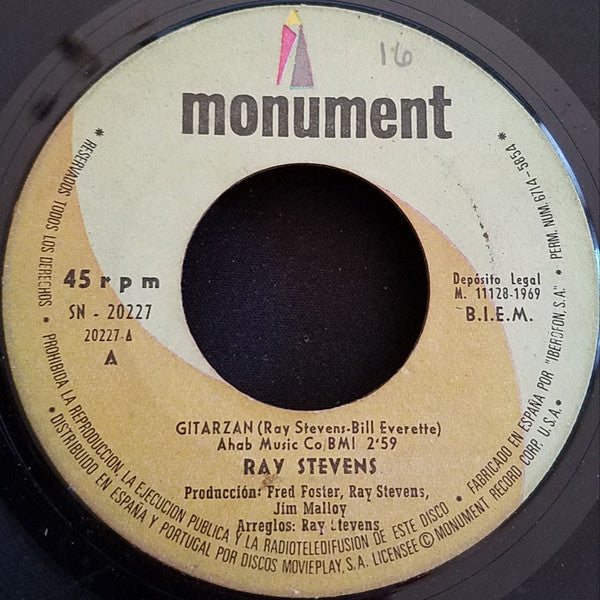 16
monument
45 rpm
SN - 20227
20227-A
A
Depósito Legal
M. 11128-1969
B.I.E.M.
GITARZAN (Ray Stevens-Bill Everette)
Ahab Music Co/BMI 2'59
RAY STEVENS
Producción: Fred Foster, Ray Stevens,
Jim Malloy
Arreglos: Ray Stevens
• RESERVADOS TODOS LOS DERECHOS • PROHIBIDA LA REPRODUCCION, LA EJECUCION PUBLICA Y LA RADIOTELEDIFUSION DE ESTE DISCO • FABRICADO EN ESPAÑA POR "IBEROFON, S.A." • PERM. NUM. 6714-5854 •
• DISTRIBUIDO EN ESPAÑA Y PORTUGAL POR DISCOS MOVIEPLAY, S.A. LICENSEE © MONUMENT RECORD CORP. U.S.A. •